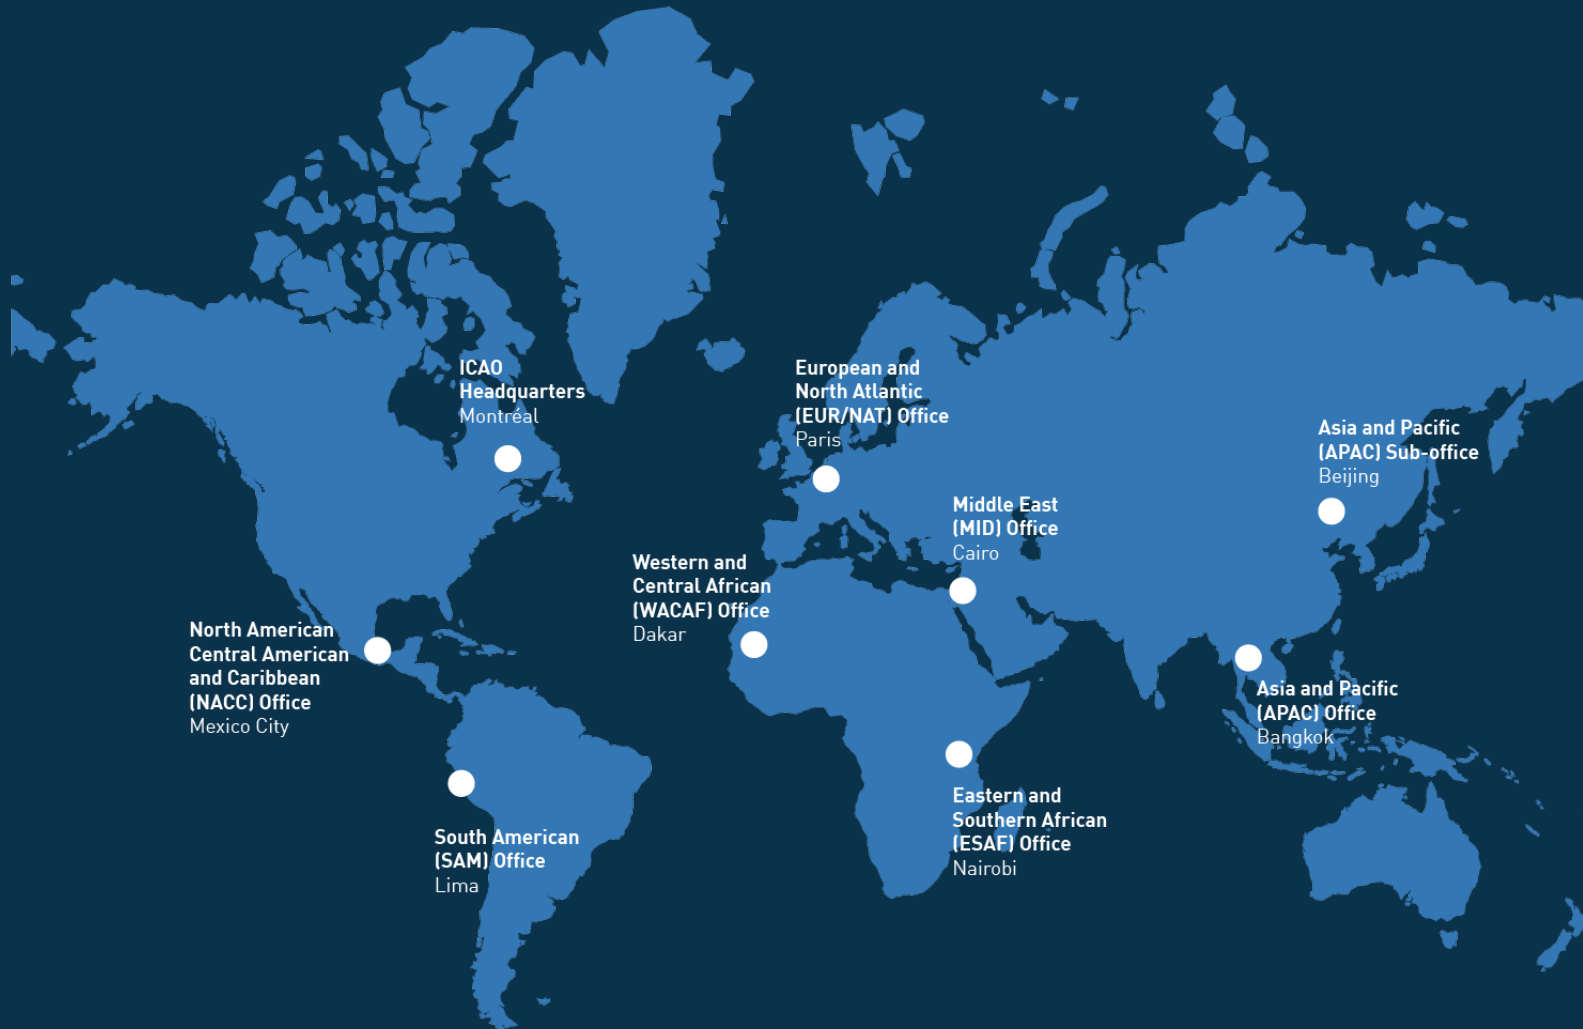 ICAO
Headquarters
Montréal
European and
North Atlantic
(EUR/NAT) Office
Paris
Asia and Pacific
(APAC) Sub-office
Beijing
Middle East
(MID) Office
Cairo
Western and
Central African
(WACAF) Office
Dakar
North American
Central American
and Caribbean
(NACC) Office
Mexico City
Asia and Pacific
(APAC) Office
Bangkok
South American
(SAM) Office
Lima
Eastern and
Southern African
(ESAF) Office
Nairobi